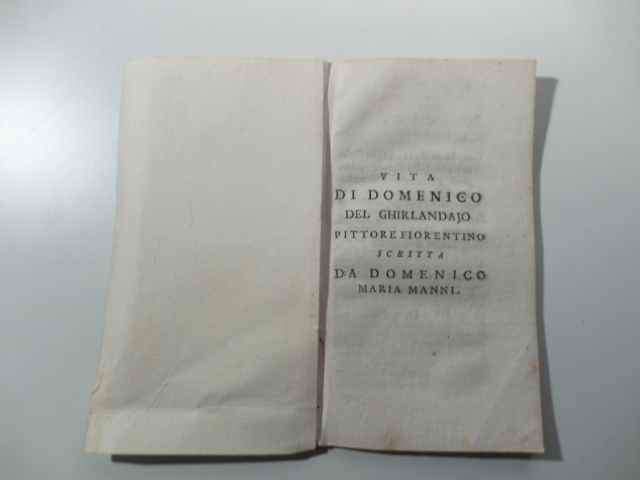 VITA
DI DOMENICO
DEL GHIRLANDAJO
PITTORE FIORENTINO
SCRITTA
DA DOMENICO
MARIA MANNI.